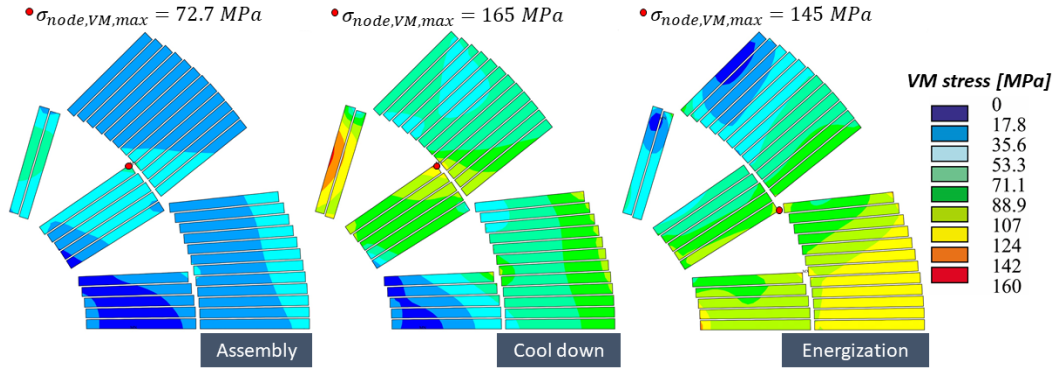 σnode,VM,max = 72.7 MPa
σnode,VM,max = 165 MPa
σnode,VM,max = 145 MPa
VM stress [MPa]
0
17.8
35.6
53.3
71.1
88.9
107
124
142
160
Assembly
Cool down
Energization